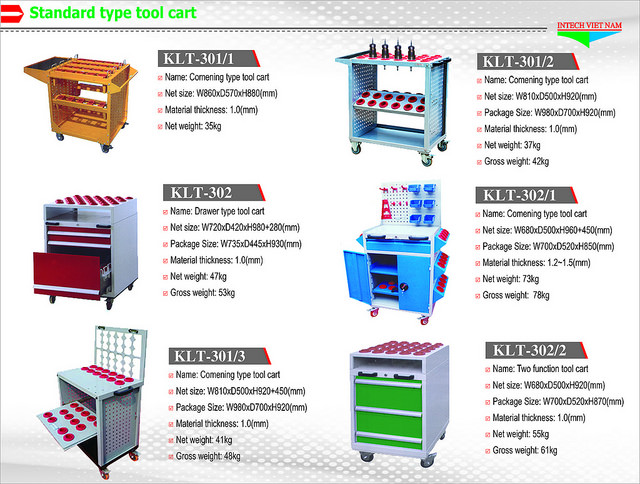 Standard type tool cart
INTECH VIET NAM
KLT-301/1
Name: Comening type tool cart
Net size: W860xD570xH880(mm)
Material thickness: 1.0(mm)
Net weight: 35kg
KLT-301/2
Name: Comening type tool cart
Net size: W810xD500xH920(mm)
Package Size: W980xD700xH920(mm)
Material thickness: 1.0(mm)
Net weight: 37kg
Gross weight: 42kg
KLT-302
Name: Drawer type tool cart
Net size: W720xD420xH980+280(mm)
Package Size: W735xD445xH930(mm)
Material thickness: 1.0(mm)
Net weight: 47kg
Gross weight: 53kg
KLT-302/1
Name: Comening type tool cart
Net size: W680xD500xH960+450(mm)
Package Size: W700xD520xH850(mm)
Material thickness: 1.2~1.5(mm)
Net weight: 73kg
Gross weight: 78kg
KLT-301/3
Name: Comening type tool cart
Net size: W810xD500xH920+450(mm)
Package Size: W980xD700xH920(mm)
Material thickness: 1.0(mm)
Net weight: 41kg
Gross weight: 48kg
KLT-302/2
Name: Two function tool cart
Net size: W680xD500xH920(mm)
Package Size: W700xD520xH870(mm)
Material thickness: 1.0(mm)
Net weight: 55kg
Gross weight: 61kg